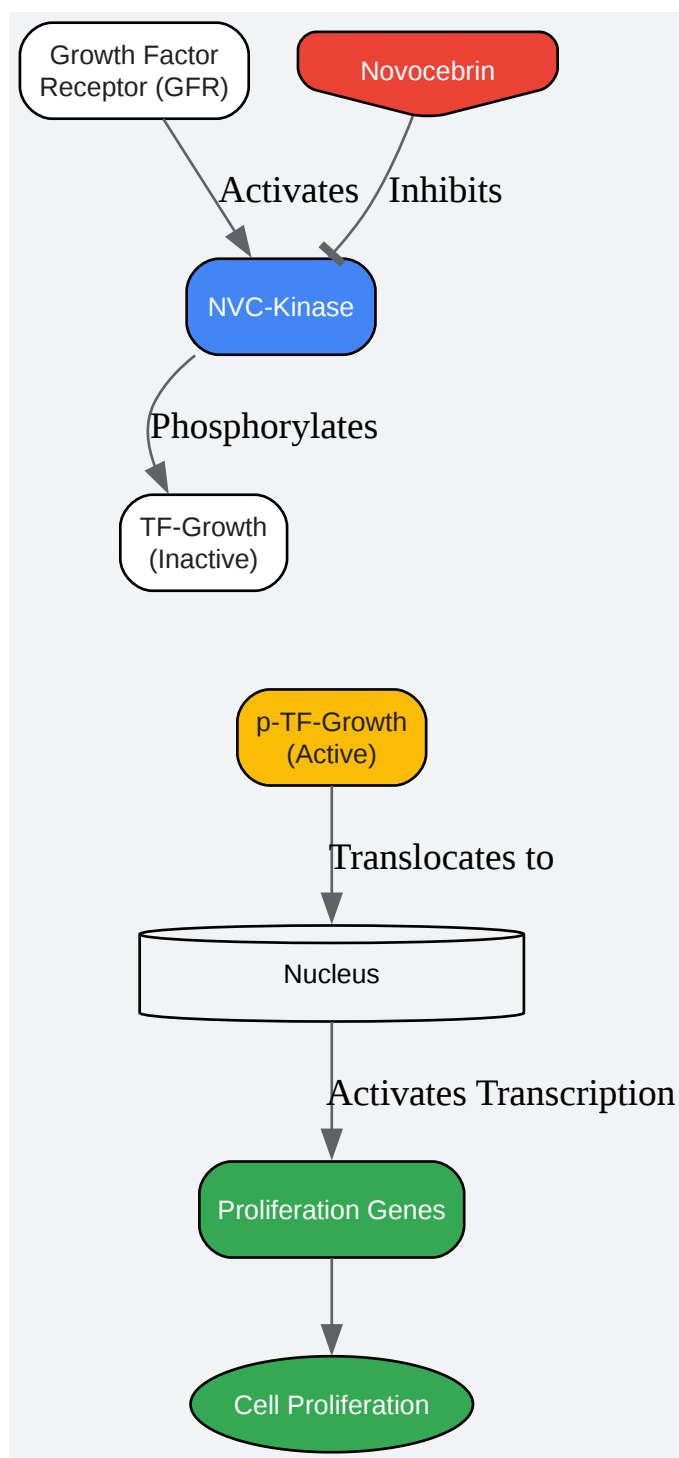 Growth Factor
Receptor (GFR)
Novocebrin
Activates
Inhibits
NVC-Kinase
Phosphorylates
TF-Growth
(Inactive)
p-TF-Growth
(Active)
Translocates to
Nucleus
Activates Transcription
Proliferation Genes
Cell Proliferation